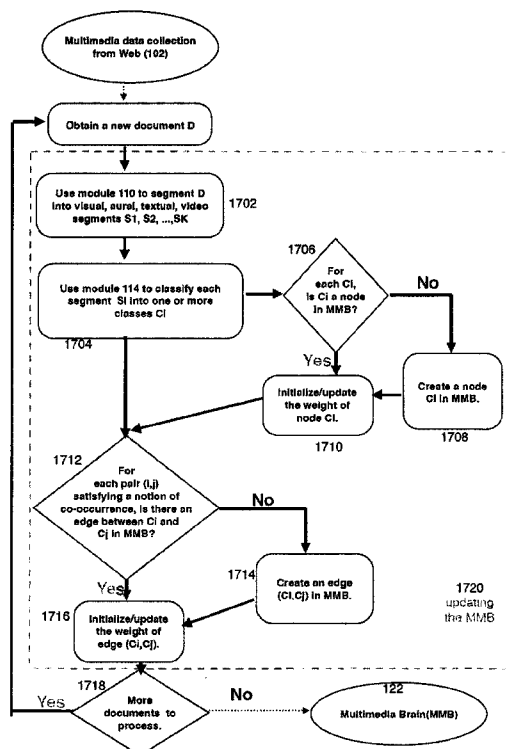 Multimedia data collection
from Web (102)
Obtain a new document D
Use module 110 to segment D
into visual, aural, textual, video
segments S1, S2, ...,SK
1702
Use module 114 to classify each
segment Si into one or more
classes Ci
1704
1706
For
each Ci,
is Ci a node
in MMB?
No
Yes
Create a node
Ci in MMB.
1708
Initialize/update
the weight of
node Ci.
1710
1712
For
each pair (i,j)
satisfying a notion of
co-occurrence, is there an
edge between Ci and
Cj in MMB?
No
Yes
1714
Create an edge
(Ci,Cj) in MMB.
1716
Initialize/update
the weight of
edge (Ci,Cj).
1720
updating
the MMB
1718
Yes
More
documents to
process.
No
122
Multimedia Brain(MMB)